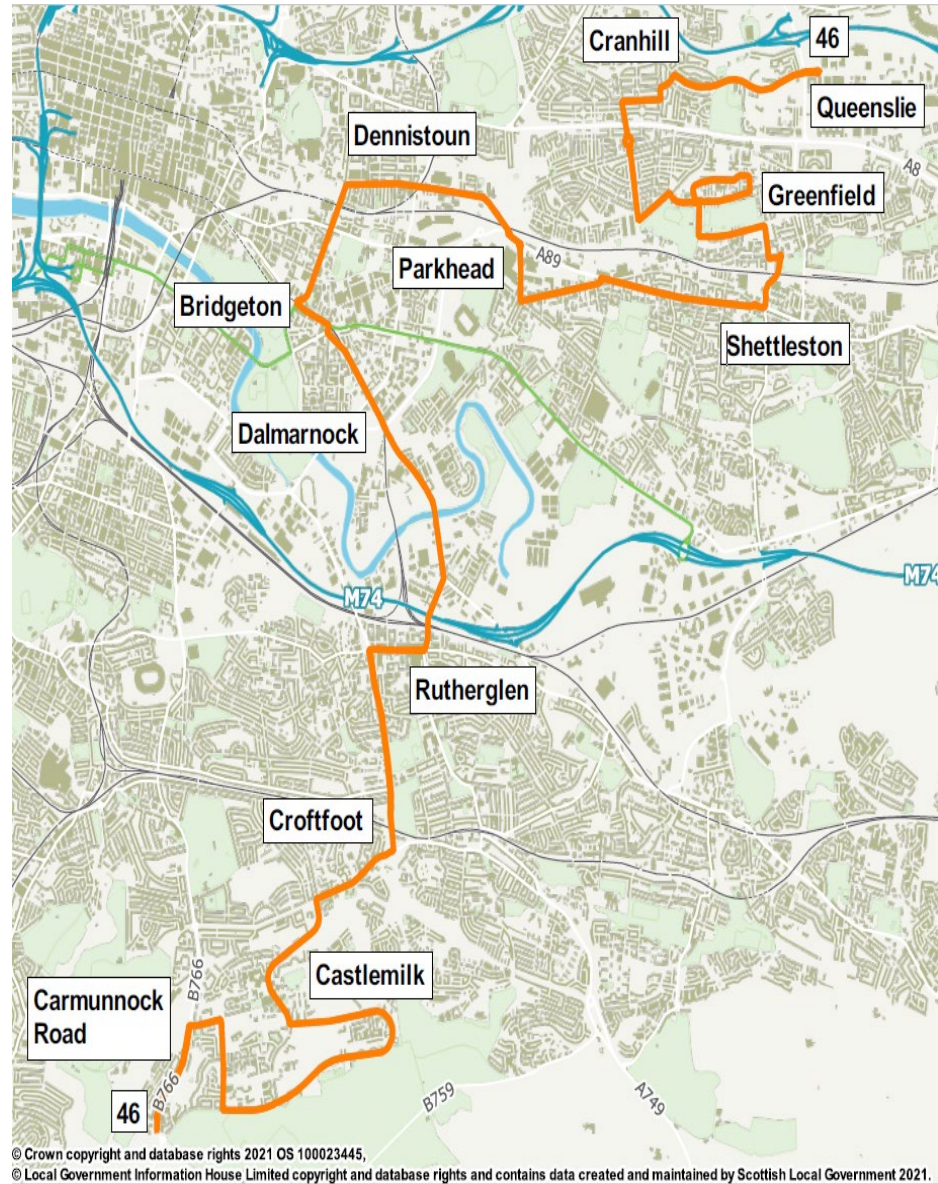 Cranhill
46
Queenslie
Dennistoun
A8
Greenfield
Parkhead
A89
Bridgeton
Shettleston
Dalmarnock
M74
M74
Rutherglen
Croftfoot
Castlemilk
B766
Carmunnock
Road
B766
46
B759
A749
© Crown copyright and database rights 2021 OS 100023445,
© Local Government Information House Limited copyright and database rights and contains data created and maintained by Scottish Local Government 2021.